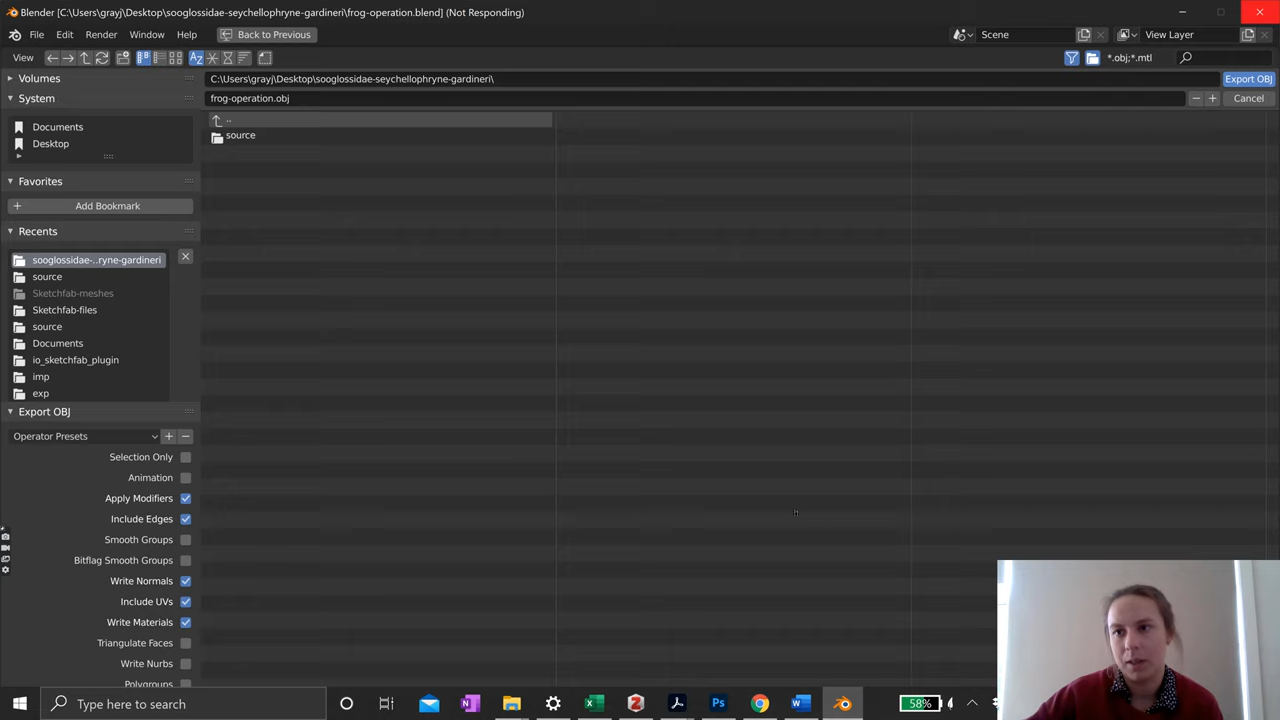 Blender [C:\Users\grayj\Desktop\sooglossidae-seychellophryne-gardineri\frog-operation.blend] (Not Responding)
File Edit Render Window Help Back to Previous Scene View Layer
View *.obj;*.mtl
Volumes
C:\Users\grayj\Desktop\sooglossidae-seychellophryne-gardineri\
Export OBJ
System
frog-operation.obj
Cancel
..
Documents
source
Desktop
Favorites
Add Bookmark
Recents
sooglossidae-..ryne-gardineri
source
Sketchfab-meshes
Sketchfab-files
source
Documents
io_sketchfab_plugin
imp
exp
Export OBJ
Operator Presets
Selection Only
Animation
Apply Modifiers
Include Edges
Smooth Groups
Bitflag Smooth Groups
Write Normals
Include UVs
Write Materials
Triangulate Faces
Write Nurbs
Polygroups
Type here to search
58%